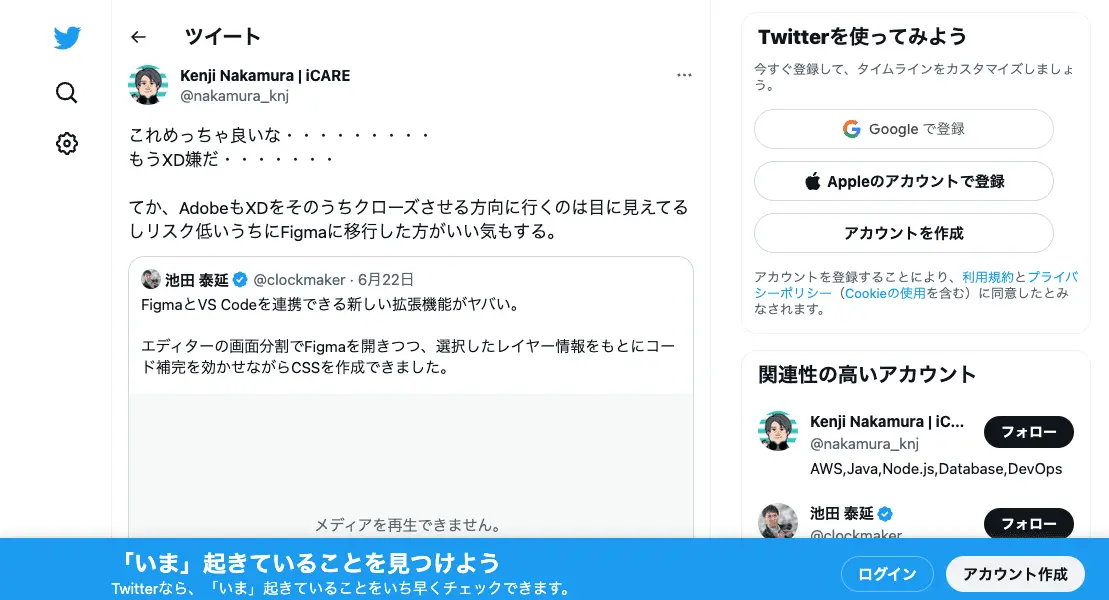 ツイート
Kenji Nakamura | iCARE
@nakamura_knj
これめっちゃ良いな・・・・・・・・・
もうXD嫌だ・・・・・・・
てか、AdobeもXDをそのうちクローズさせる方向に行くのは目に見えてる
しリスク低いうちにFigmaに移行した方がいい気もする。
池田 泰延 @clockmaker · 6月22日
FigmaとVS Codeを連携できる新しい拡張機能がヤバい。
エディターの画面分割でFigmaを開きつつ、選択したレイヤー情報をもとにコー
ド補完を効かせながらCSSを作成できました。
メディアを再生できません。
Twitterを使ってみよう
今すぐ登録して、タイムラインをカスタマイズしましょ
う。
Google で登録
Appleのアカウントで登録
アカウントを作成
アカウントを登録することにより、利用規約とプライバ
シーポリシー（Cookieの使用を含む）に同意したとみ
なされます。
関連性の高いアカウント
Kenji Nakamura | iC...
@nakamura_knj
フォロー
AWS,Java,Node.js,Database,DevOps
池田 泰延
@clockmaker
フォロー
「いま」起きていることを見つけよう
Twitterなら、「いま」起きていることをいち早くチェックできます。
ログイン
アカウント作成